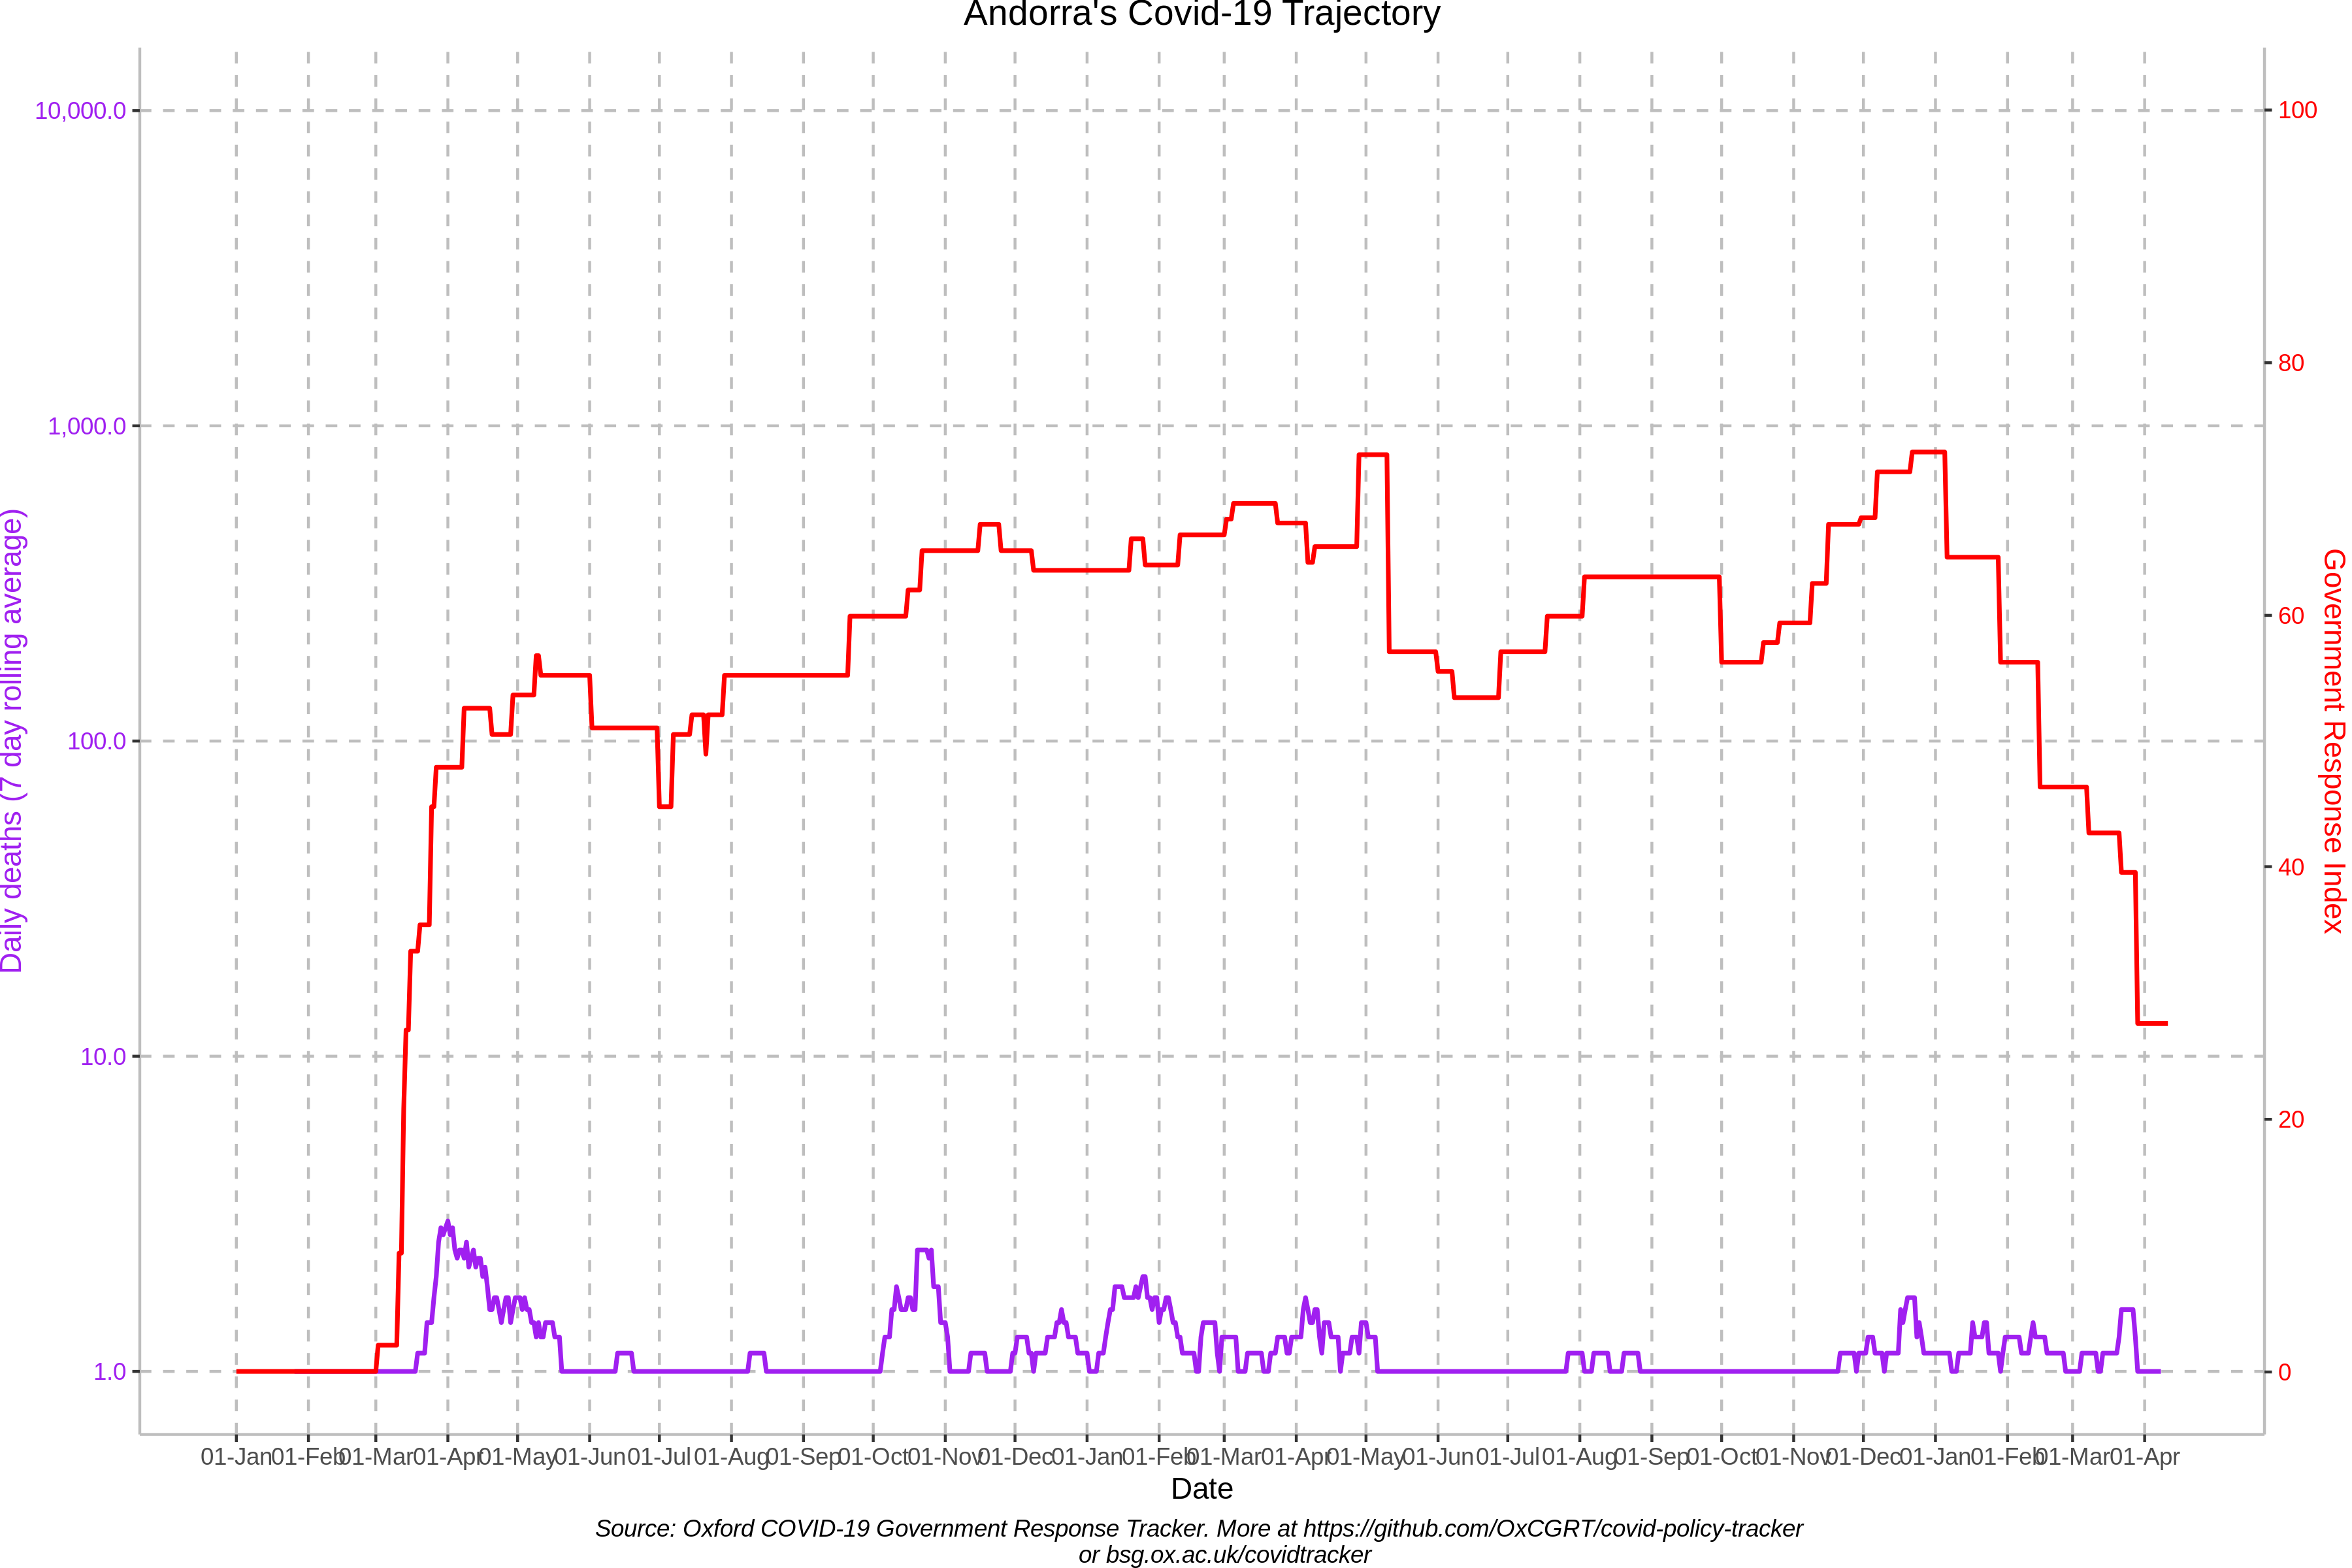 Andorra's Covid-19 Trajectory
10,000.0
1,000.0
100.0
10.0
1.0
Daily deaths (7 day rolling average)
100
80
60
40
20
0
Government Response Index
01-Jan 01-Feb 01-Mar 01-Apr 01-May 01-Jun 01-Jul 01-Aug 01-Sep 01-Oct 01-Nov 01-Dec 01-Jan 01-Feb 01-Mar 01-Apr 01-May 01-Jun 01-Jul 01-Aug 01-Sep 01-Oct 01-Nov 01-Dec 01-Jan 01-Feb 01-Mar 01-Apr
Date
Source: Oxford COVID-19 Government Response Tracker. More at https://github.com/OxCGRT/covid-policy-tracker
or bsg.ox.ac.uk/covidtracker